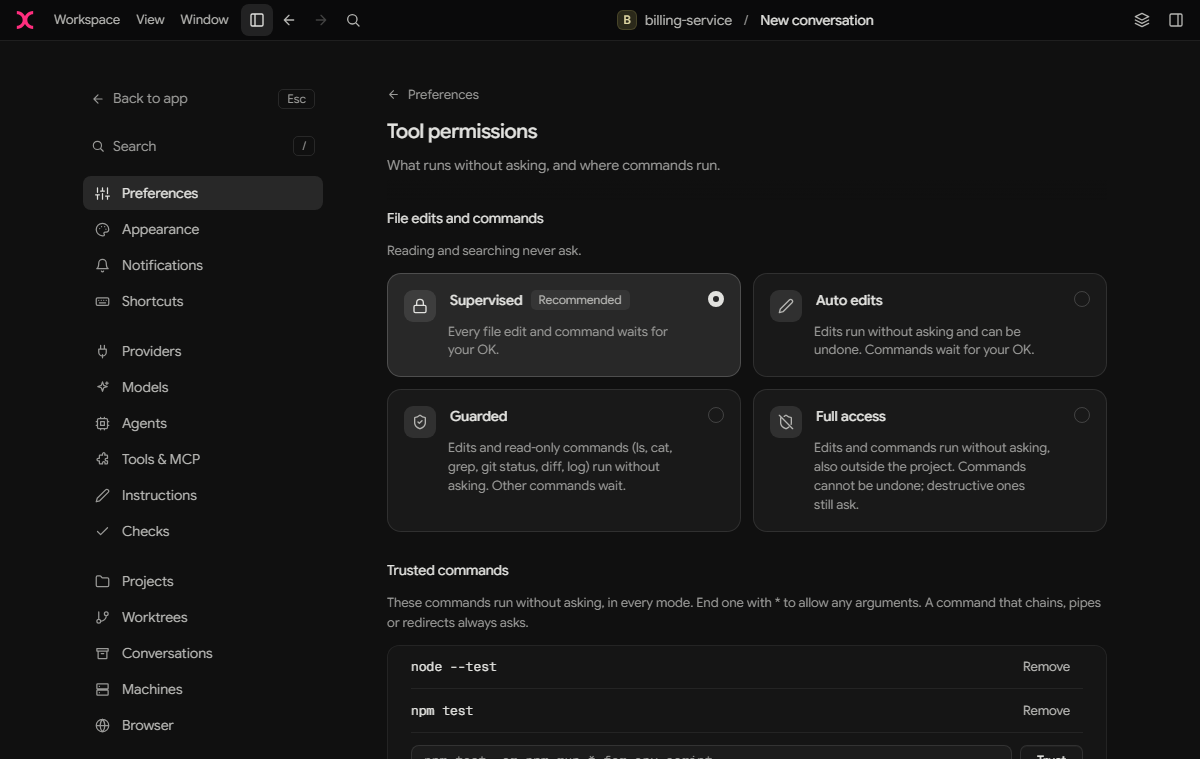 Workspace View Window
B billing-service / New conversation
Back to app Esc
Search /
Preferences
Appearance
Notifications
Shortcuts
Providers
Models
Agents
Tools & MCP
Instructions
Checks
Projects
Worktrees
Conversations
Machines
Browser
Preferences
Tool permissions
What runs without asking, and where commands run.
File edits and commands
Reading and searching never ask.
Supervised Recommended
Every file edit and command waits for
your OK.
Auto edits
Edits run without asking and can be
undone. Commands wait for your OK.
Guarded
Edits and read-only commands (ls, cat,
grep, git status, diff, log) run without
asking. Other commands wait.
Full access
Edits and commands run without asking,
also outside the project. Commands
cannot be undone; destructive ones
still ask.
Trusted commands
These commands run without asking, in every mode. End one with * to allow any arguments. A command that chains, pipes
or redirects always asks.
node --test Remove
npm test Remove